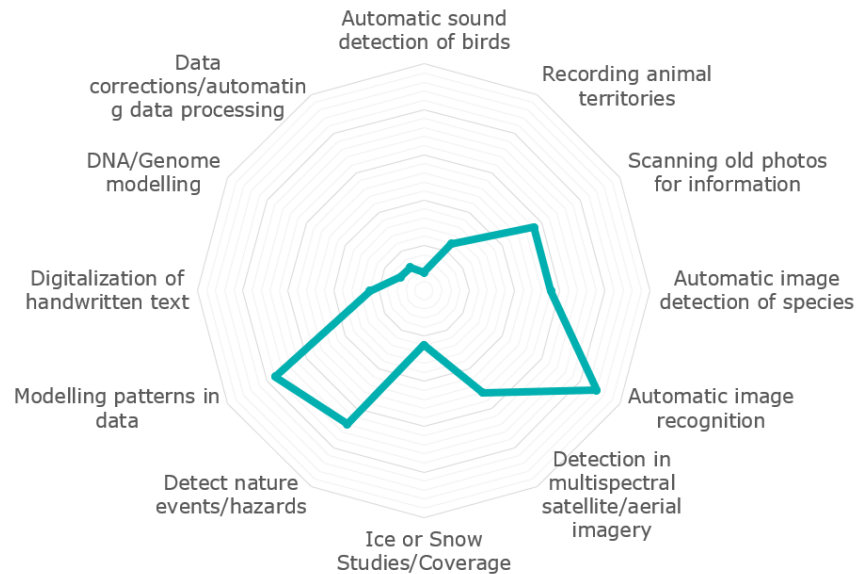 Automatic sound
detection of birds
Recording animal
territories
Scanning old photos
for information
Automatic image
detection of species
Automatic image
recognition
Detection in
multispectral
satellite/aerial
imagery
Ice or Snow
Studies/Coverage
Detect nature
events/hazards
Modelling patterns in
data
Digitalization of
handwritten text
DNA/Genome
modelling
Data
corrections/automatin
g data processing